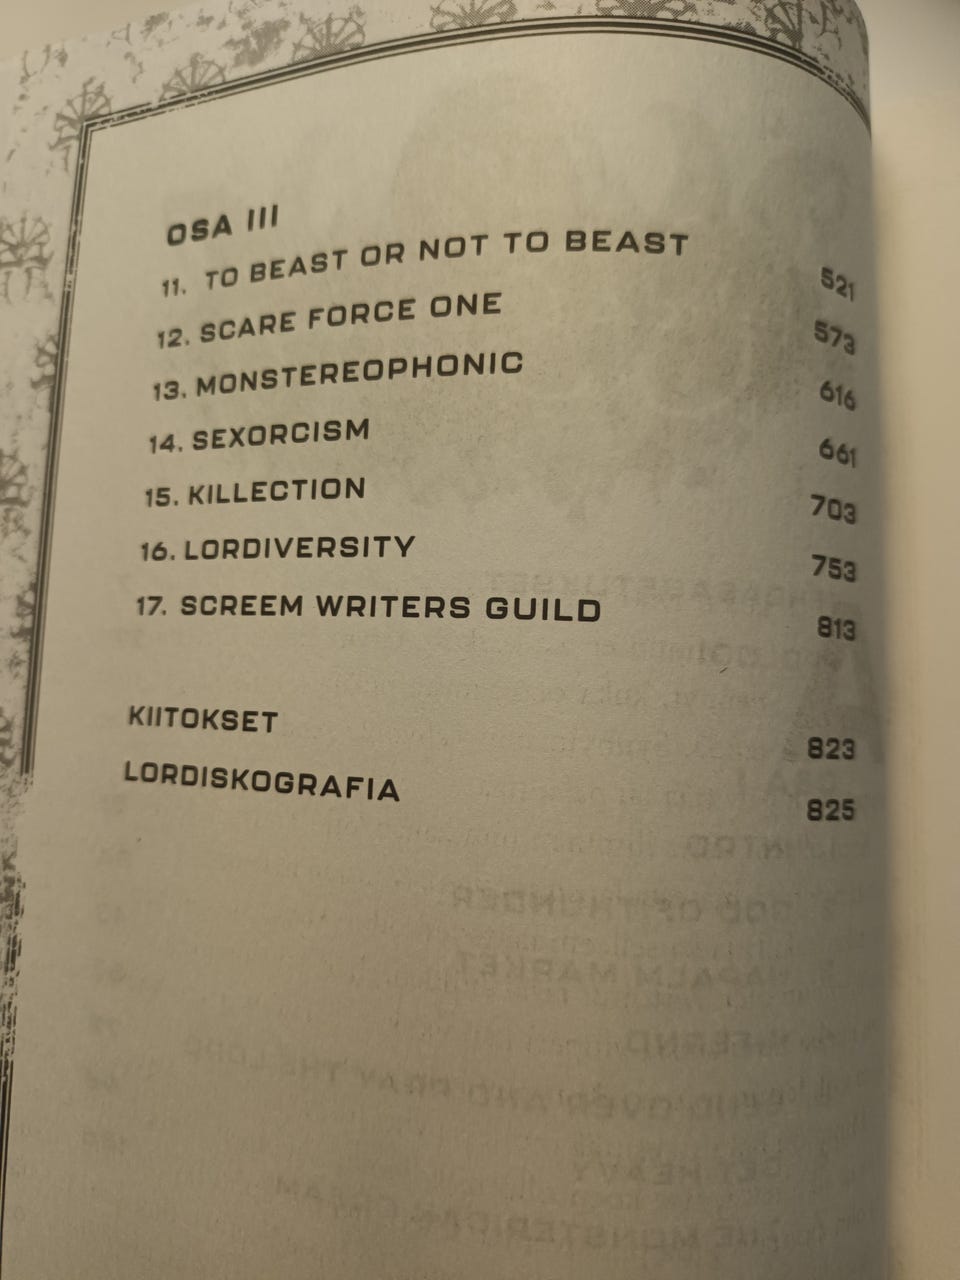 OSA III
11. TO BEAST OR NOT TO BEAST 521
12. SCARE FORCE ONE 573
13. MONSTEREOPHONIC 616
14. SEXORCISM 661
15. KILLECTION 703
16. LORDIVERSITY 753
17. SCREEM WRITERS GUILD 813
KIITOKSET 823
LORDISKOGRAFIA 825